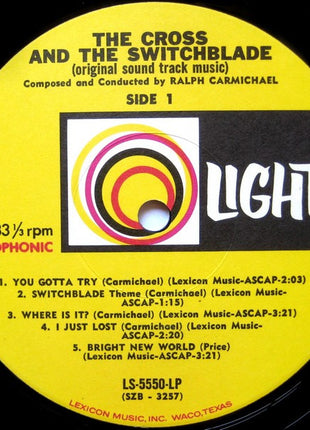 THE CROSS
AND THE SWITCHBLADE
(original sound track music)
Composed and Conducted by RALPH CARMICHAEL
SIDE 1
LIGHT
33 ⅓ rpm
OPHONIC
1. YOU GOTTA TRY (Carmichael) (Lexicon Music-ASCAP-2:03)
2. SWITCHBLADE Theme (Carmichael) (Lexicon Music-
ASCAP-1:15)
3. WHERE IS IT? (Carmichael) (Lexicon Music-ASCAP-3:21)
4. I JUST LOST (Carmichael) (Lexicon Music-
ASCAP-2:20)
5. BRIGHT NEW WORLD (Price)
(Lexicon Music-ASCAP-3:21)
LS-5550-LP
(SZB - 3257)
LEXICON MUSIC, INC. WACO, TEXAS